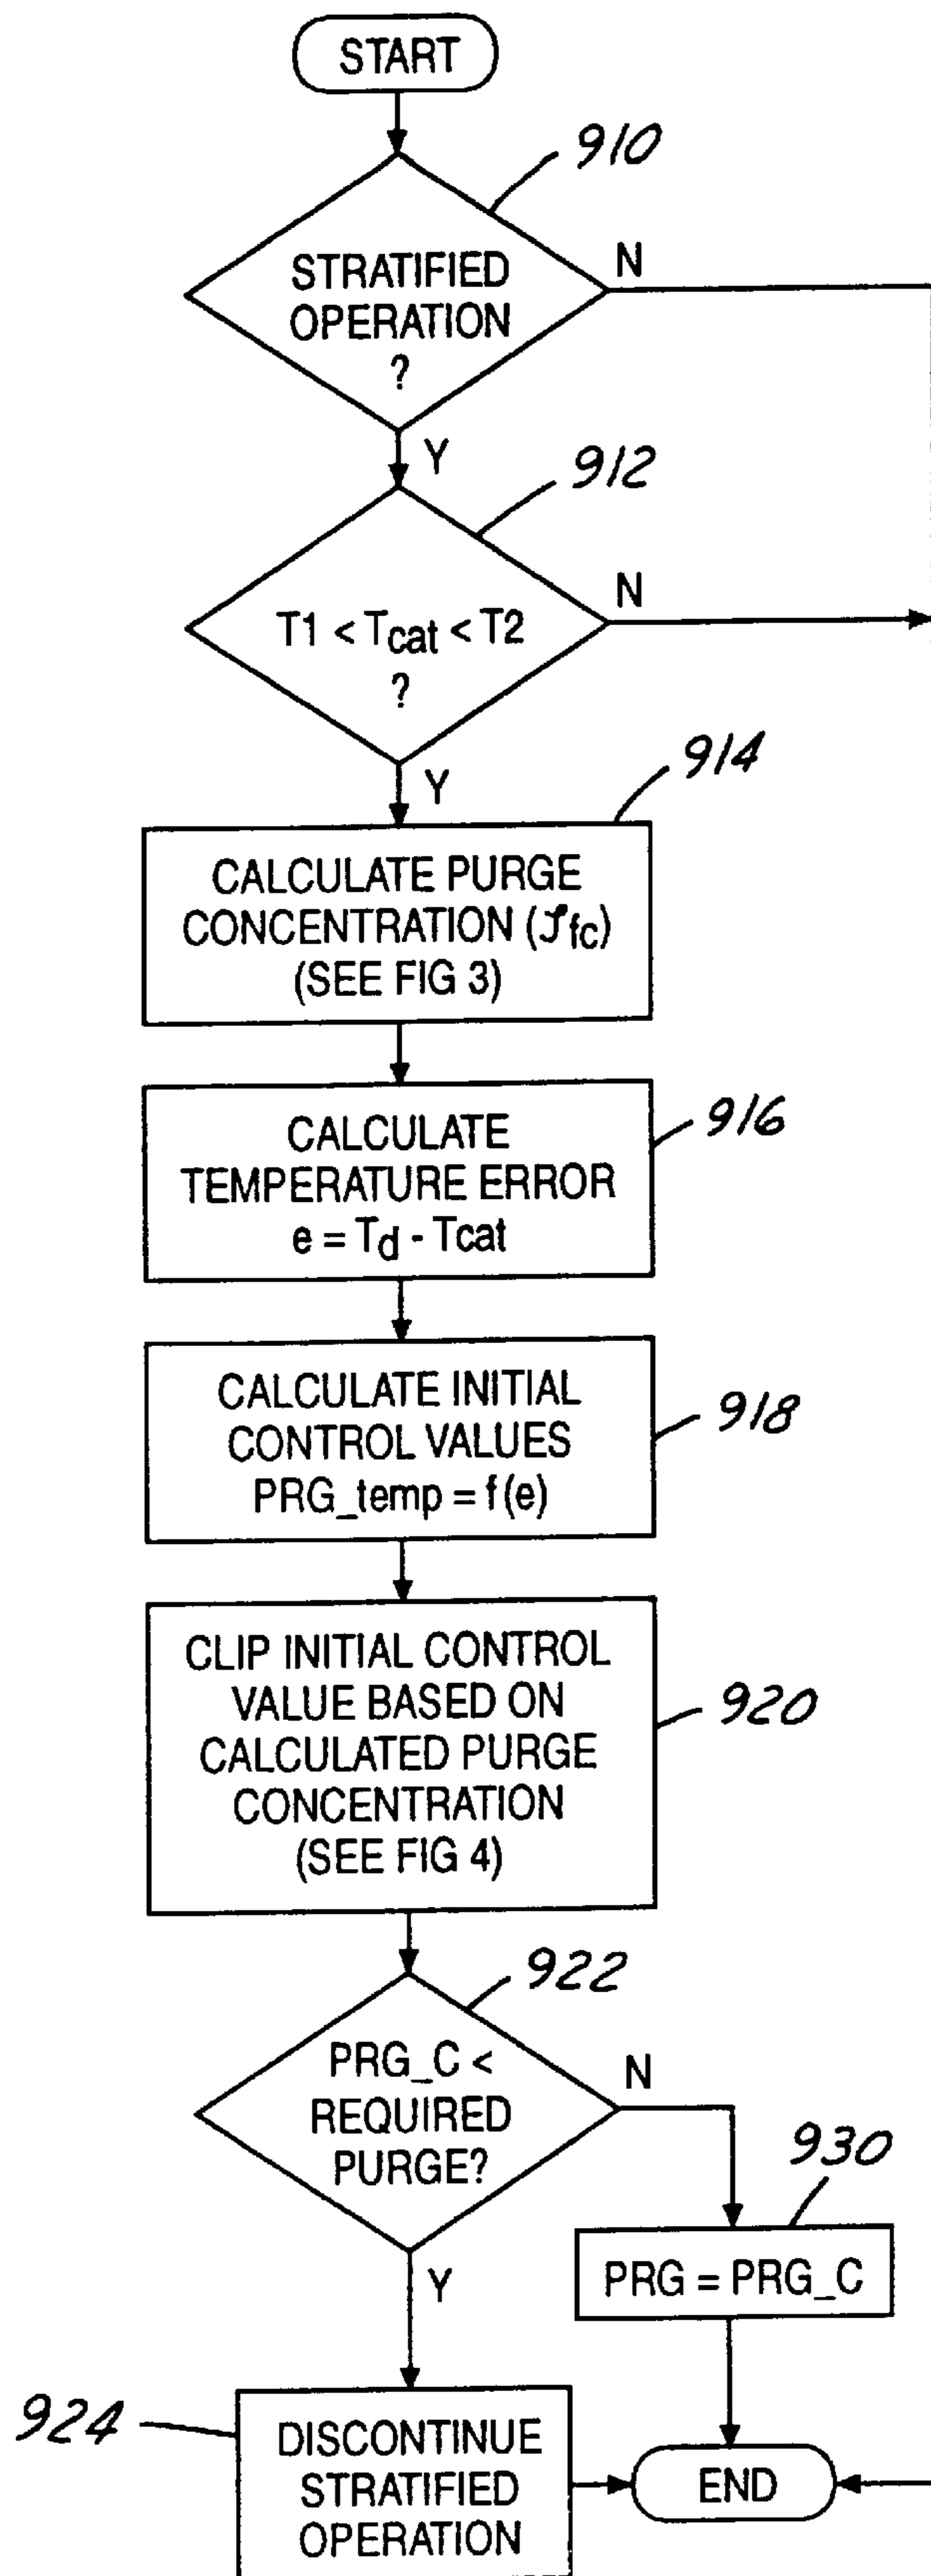 START
910
STRATIFIED
OPERATION
?
N
Y
912
T1 < Tcat < T2
?
N
Y
914
CALCULATE PURGE
CONCENTRATION (ℐfc)
(SEE FIG 3)
916
CALCULATE
TEMPERATURE ERROR
e = Td - Tcat
918
CALCULATE INITIAL
CONTROL VALUES
PRG_temp = f(e)
920
CLIP INITIAL CONTROL
VALUE BASED ON
CALCULATED PURGE
CONCENTRATION
(SEE FIG 4)
922
PRG_C <
REQUIRED
PURGE?
N
930
PRG = PRG_C
Y
924
DISCONTINUE
STRATIFIED
OPERATION
END